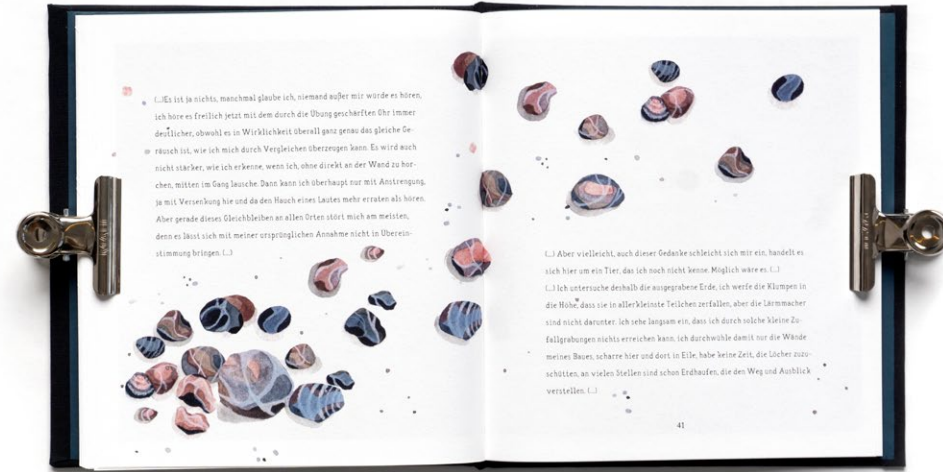 (...)Es ist ja nichts, manchmal glaube ich, niemand außer mir würde es hören,
ich höre es freilich jetzt mit dem durch die Übung geschärften Ohr immer
deutlicher, obwohl es in Wirklichkeit überall ganz genau das gleiche Ge-
räusch ist, wie ich mich durch Vergleichen überzeugen kann. Es wird auch
nicht stärker, wie ich erkenne, wenn ich, ohne direkt an der Wand zu hor-
chen, mitten im Gang lausche. Dann kann ich überhaupt nur mit Anstrengung,
ja mit Versenkung hie und da den Hauch eines Lautes mehr erraten als hören.
Aber gerade dieses Gleichbleiben an allen Orten stört mich am meisten,
denn es lässt sich mit meiner ursprünglichen Annahme nicht in Überein-
stimmung bringen. (...)
(...) Aber vielleicht, auch dieser Gedanke schleicht sich mir ein, handelt es
sich hier um ein Tier, das ich noch nicht kenne. Möglich wäre es. (...)
(...) Ich untersuche deshalb die ausgegrabene Erde, ich werfe die Klumpen in
die Höhe, dass sie in allerkleinste Teilchen zerfallen, aber die Lärmmacher
sind nicht darunter. Ich sehe langsam ein, dass ich durch solche kleine Zu-
fallgrabungen nichts erreichen kann, ich durchwühle damit nur die Wände
meines Baues, scharre hier und dort in Eile, habe keine Zeit, die Löcher zuzu-
schütten, an vielen Stellen sind schon Erdhaufen, die den Weg und Ausblick
verstellen. (...)
41